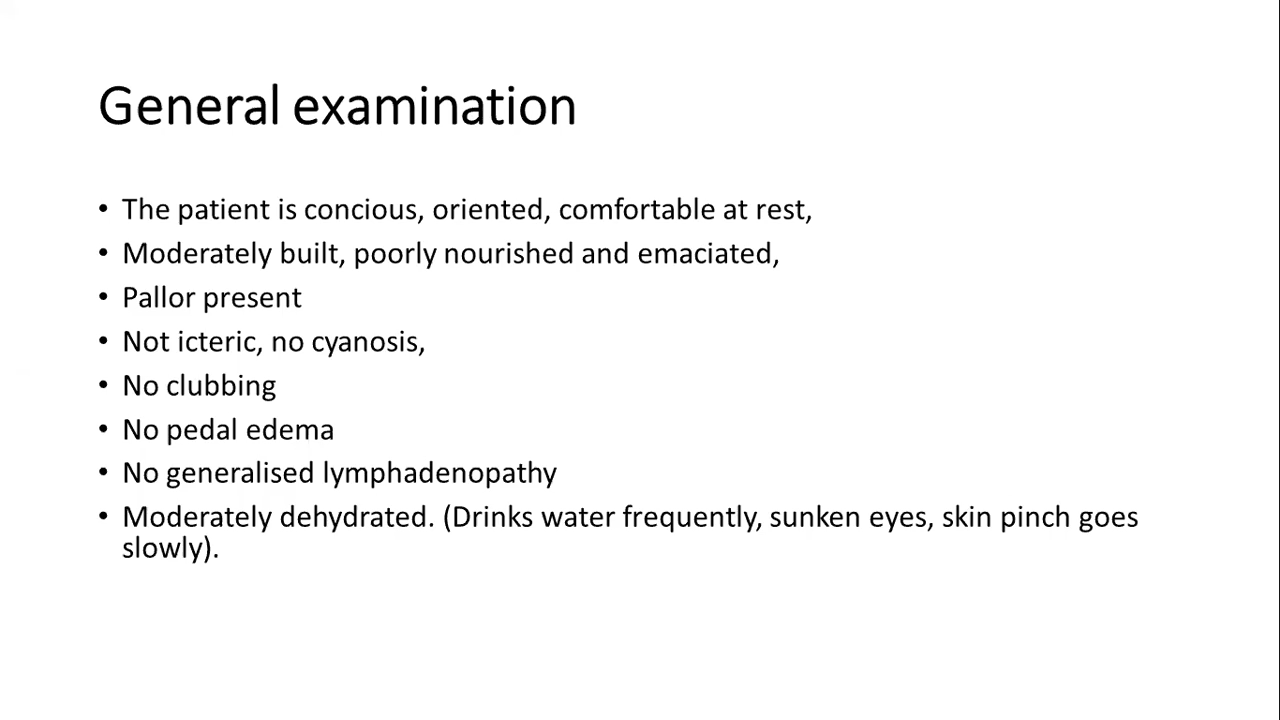 General examination
• The patient is concious, oriented, comfortable at rest,
• Moderately built, poorly nourished and emaciated,
• Pallor present
• Not icteric, no cyanosis,
• No clubbing
• No pedal edema
• No generalised lymphadenopathy
• Moderately dehydrated. (Drinks water frequently, sunken eyes, skin pinch goes
slowly).